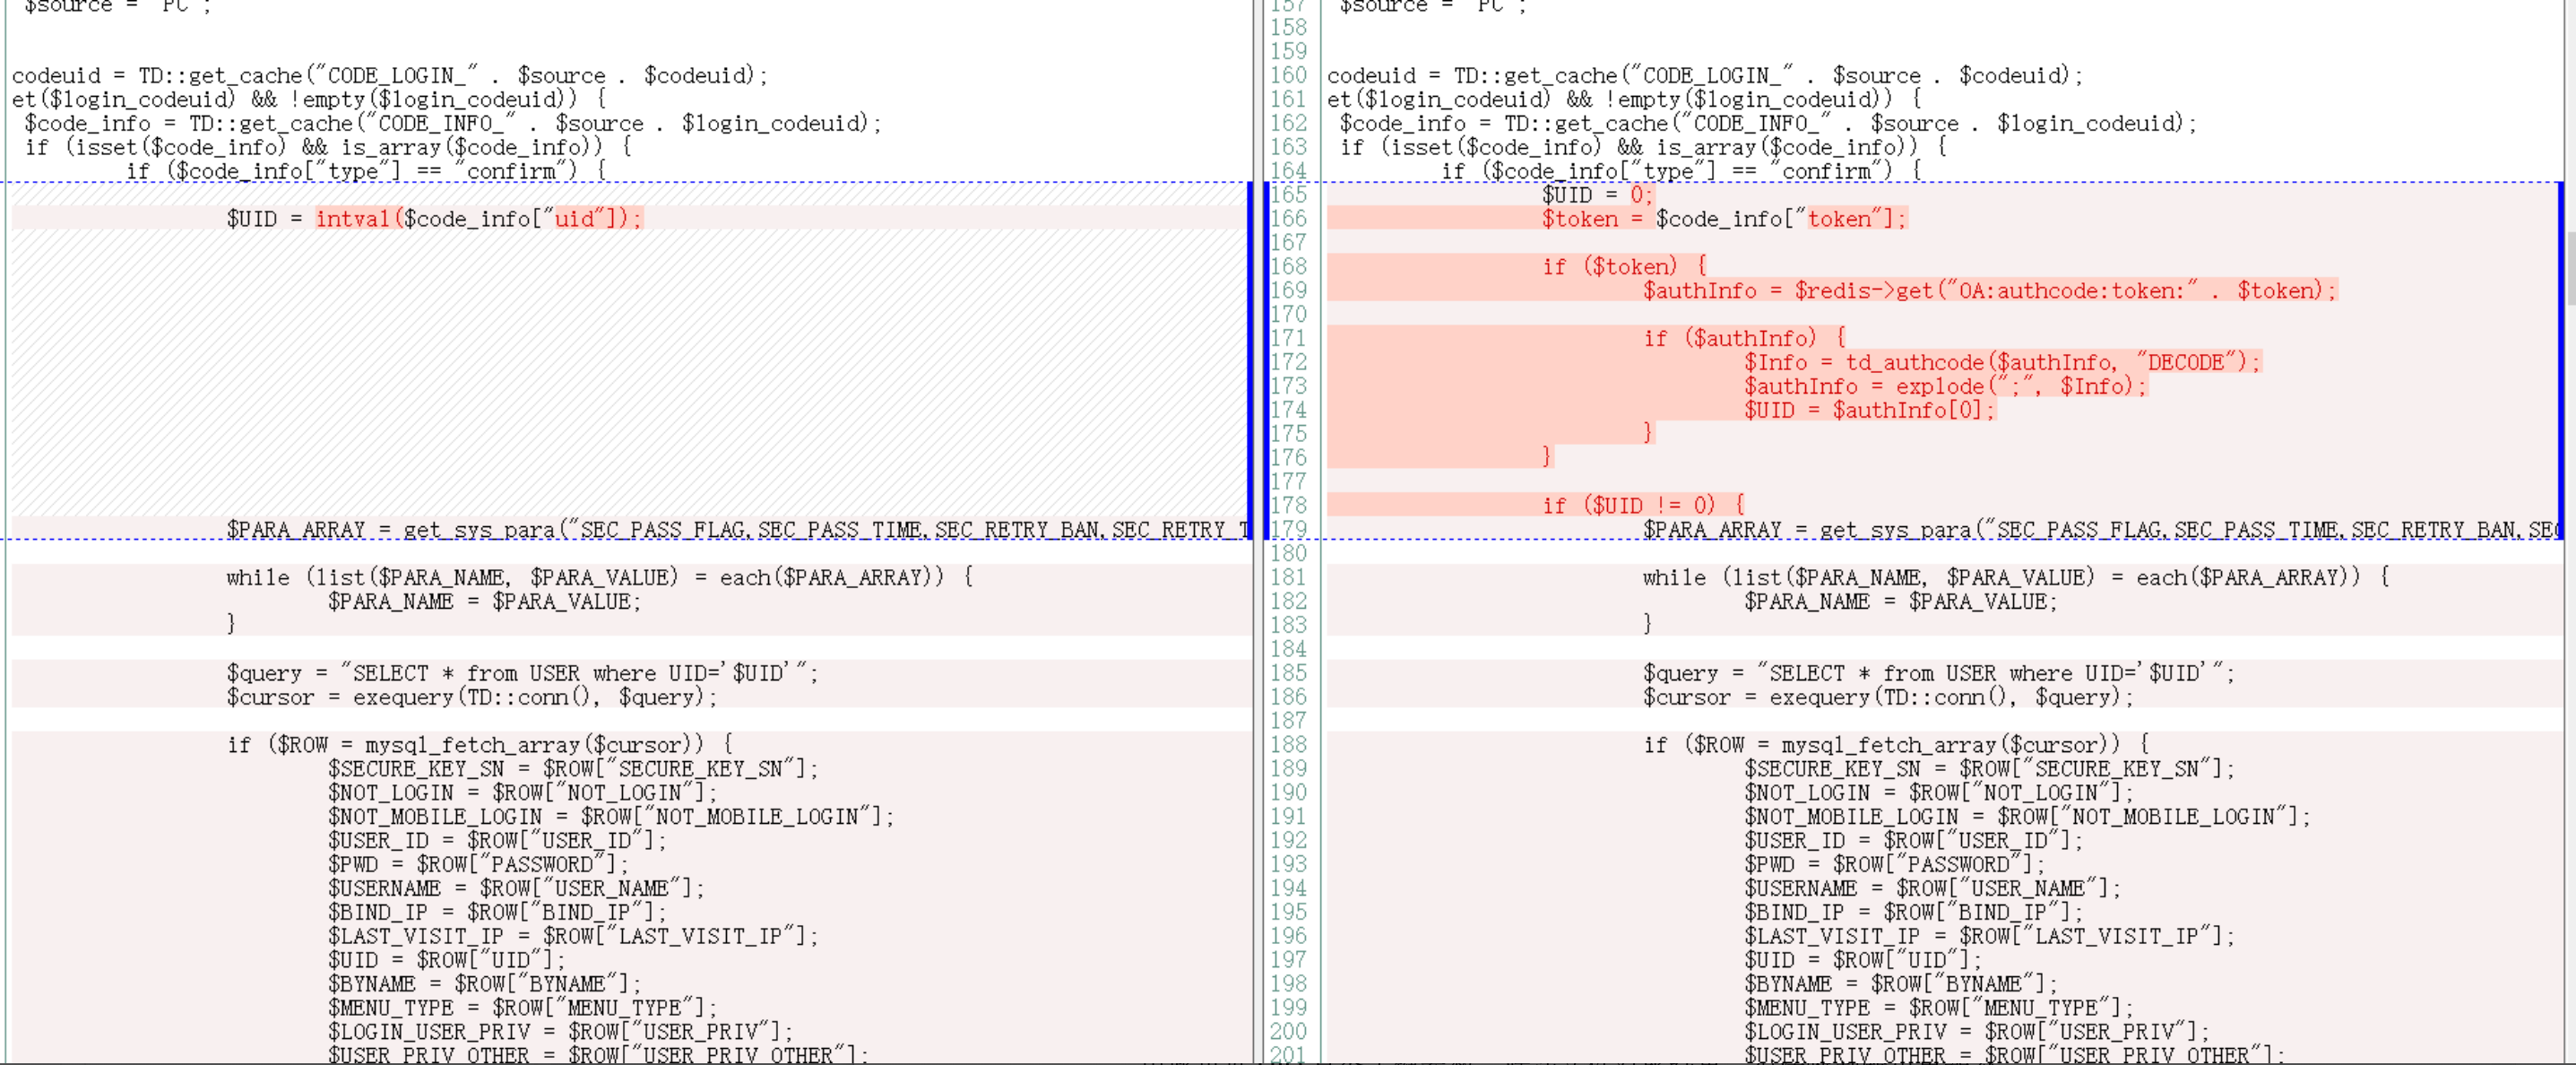 $source = "PC";
codeuid = TD::get_cache("CODE_LOGIN_" . $source . $codeuid);
et($login_codeuid) && !empty($login_codeuid)) {
$code_info = TD::get_cache("CODE_INFO_" . $source . $login_codeuid);
if (isset($code_info) && is_array($code_info)) {
if ($code_info["type"] == "confirm") {
$UID = intval($code_info["uid"]);
$PARA_ARRAY = get_sys_para("SEC_PASS_FLAG,SEC_PASS_TIME,SEC_RETRY_BAN,SEC_RETRY_T
while (list($PARA_NAME, $PARA_VALUE) = each($PARA_ARRAY)) {
$PARA_NAME = $PARA_VALUE;
}
$query = "SELECT * from USER where UID='$UID'";
$cursor = exequery(TD::conn(), $query);
if ($ROW = mysql_fetch_array($cursor)) {
$SECURE_KEY_SN = $ROW["SECURE_KEY_SN"];
$NOT_LOGIN = $ROW["NOT_LOGIN"];
$NOT_MOBILE_LOGIN = $ROW["NOT_MOBILE_LOGIN"];
$USER_ID = $ROW["USER_ID"];
$PWD = $ROW["PASSWORD"];
$USERNAME = $ROW["USER_NAME"];
$BIND_IP = $ROW["BIND_IP"];
$LAST_VISIT_IP = $ROW["LAST_VISIT_IP"];
$UID = $ROW["UID"];
$BYNAME = $ROW["BYNAME"];
$MENU_TYPE = $ROW["MENU_TYPE"];
$LOGIN_USER_PRIV = $ROW["USER_PRIV"];
$USER_PRIV_OTHER = $ROW["USER_PRIV_OTHER"];
157 $source = "PC";
158
159
160 codeuid = TD::get_cache("CODE_LOGIN_" . $source . $codeuid);
161 et($login_codeuid) && !empty($login_codeuid)) {
162 $code_info = TD::get_cache("CODE_INFO_" . $source . $login_codeuid);
163 if (isset($code_info) && is_array($code_info)) {
164 if ($code_info["type"] == "confirm") {
165 $UID = 0;
166 $token = $code_info["token"];
167
168 if ($token) {
169 $authInfo = $redis->get("OA:authcode:token:" . $token);
170
171 if ($authInfo) {
172 $Info = td_authcode($authInfo, "DECODE");
173 $authInfo = explode(";", $Info);
174 $UID = $authInfo[0];
175 }
176 }
177
178 if ($UID != 0) {
179 $PARA_ARRAY = get_sys_para("SEC_PASS_FLAG,SEC_PASS_TIME,SEC_RETRY_BAN,SEC
180
181 while (list($PARA_NAME, $PARA_VALUE) = each($PARA_ARRAY)) {
182 $PARA_NAME = $PARA_VALUE;
183 }
184
185 $query = "SELECT * from USER where UID='$UID'";
186 $cursor = exequery(TD::conn(), $query);
187
188 if ($ROW = mysql_fetch_array($cursor)) {
189 $SECURE_KEY_SN = $ROW["SECURE_KEY_SN"];
190 $NOT_LOGIN = $ROW["NOT_LOGIN"];
191 $NOT_MOBILE_LOGIN = $ROW["NOT_MOBILE_LOGIN"];
192 $USER_ID = $ROW["USER_ID"];
193 $PWD = $ROW["PASSWORD"];
194 $USERNAME = $ROW["USER_NAME"];
195 $BIND_IP = $ROW["BIND_IP"];
196 $LAST_VISIT_IP = $ROW["LAST_VISIT_IP"];
197 $UID = $ROW["UID"];
198 $BYNAME = $ROW["BYNAME"];
199 $MENU_TYPE = $ROW["MENU_TYPE"];
200 $LOGIN_USER_PRIV = $ROW["USER_PRIV"];
201 $USER_PRIV_OTHER = $ROW["USER_PRIV_OTHER"];